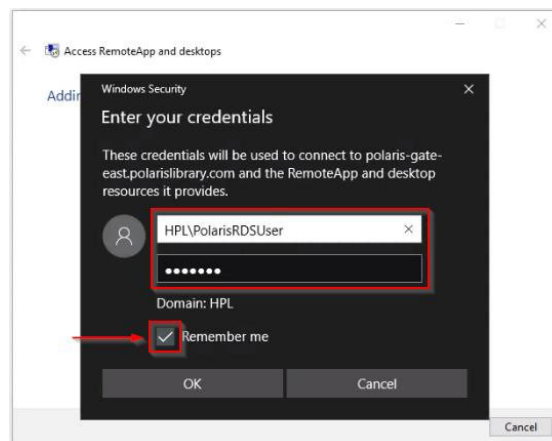 Access RemoteApp and desktops
Windows Security
Enter your credentials
These credentials will be used to connect to polaris-gate-
east.polarislibrary.com and the RemoteApp and desktop
resources it provides.
HPL\PolarisRDSUser
•••••••
Domain: HPL
Remember me
OK Cancel
Cancel